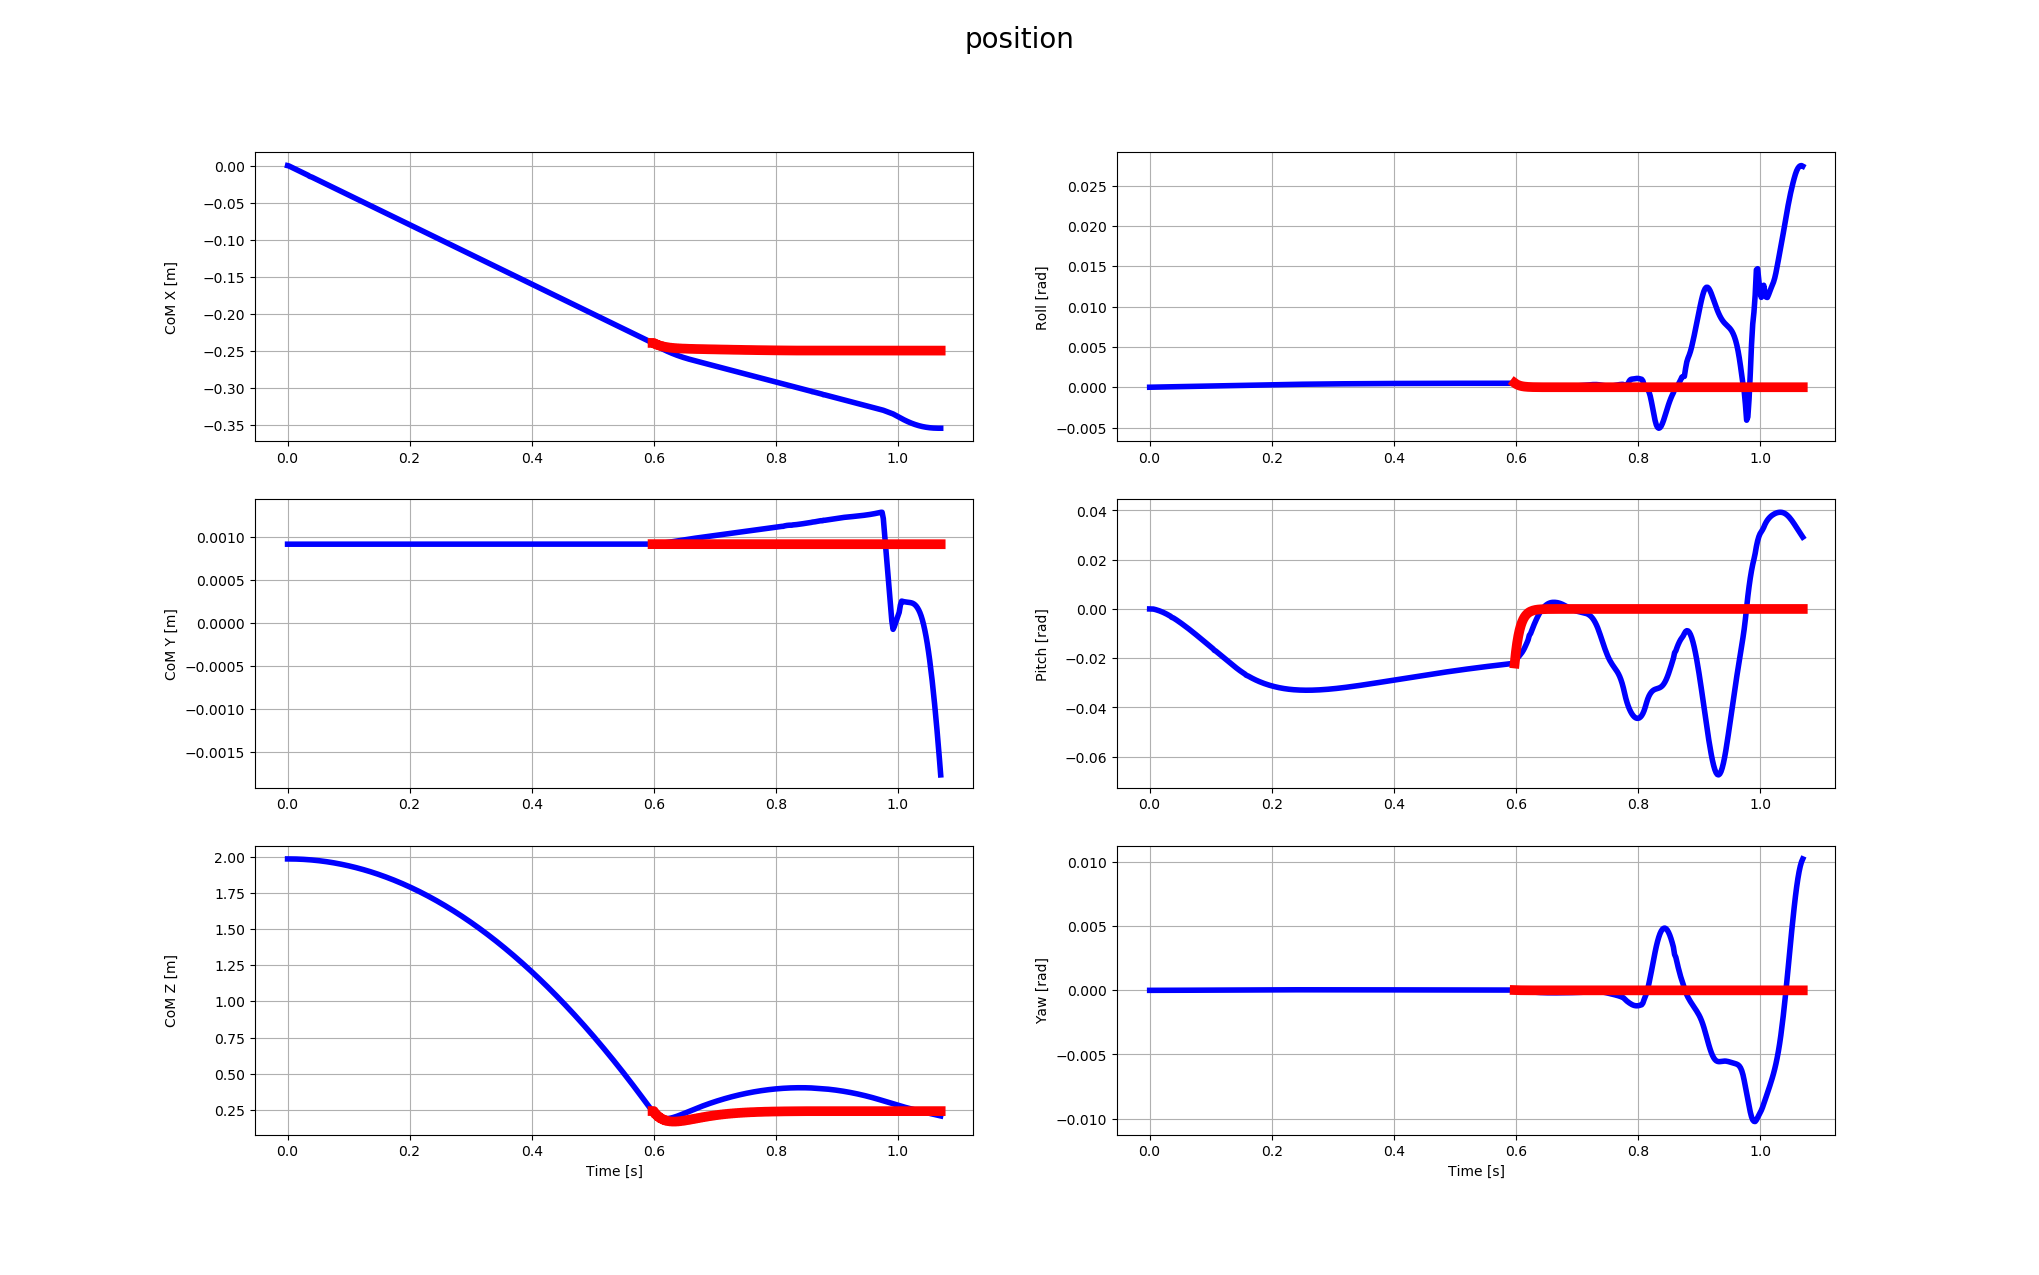 position
CoM X [m]
0.00
−0.05
−0.10
−0.15
−0.20
−0.25
−0.30
−0.35
0.0 0.2 0.4 0.6 0.8 1.0
Roll [rad]
0.025
0.020
0.015
0.010
0.005
0.000
−0.005
0.0 0.2 0.4 0.6 0.8 1.0
CoM Y [m]
0.0010
0.0005
0.0000
−0.0005
−0.0010
−0.0015
0.0 0.2 0.4 0.6 0.8 1.0
Pitch [rad]
0.04
0.02
0.00
−0.02
−0.04
−0.06
0.0 0.2 0.4 0.6 0.8 1.0
CoM Z [m]
2.00
1.75
1.50
1.25
1.00
0.75
0.50
0.25
0.0 0.2 0.4 0.6 0.8 1.0
Time [s]
Yaw [rad]
0.010
0.005
0.000
−0.005
−0.010
0.0 0.2 0.4 0.6 0.8 1.0
Time [s]